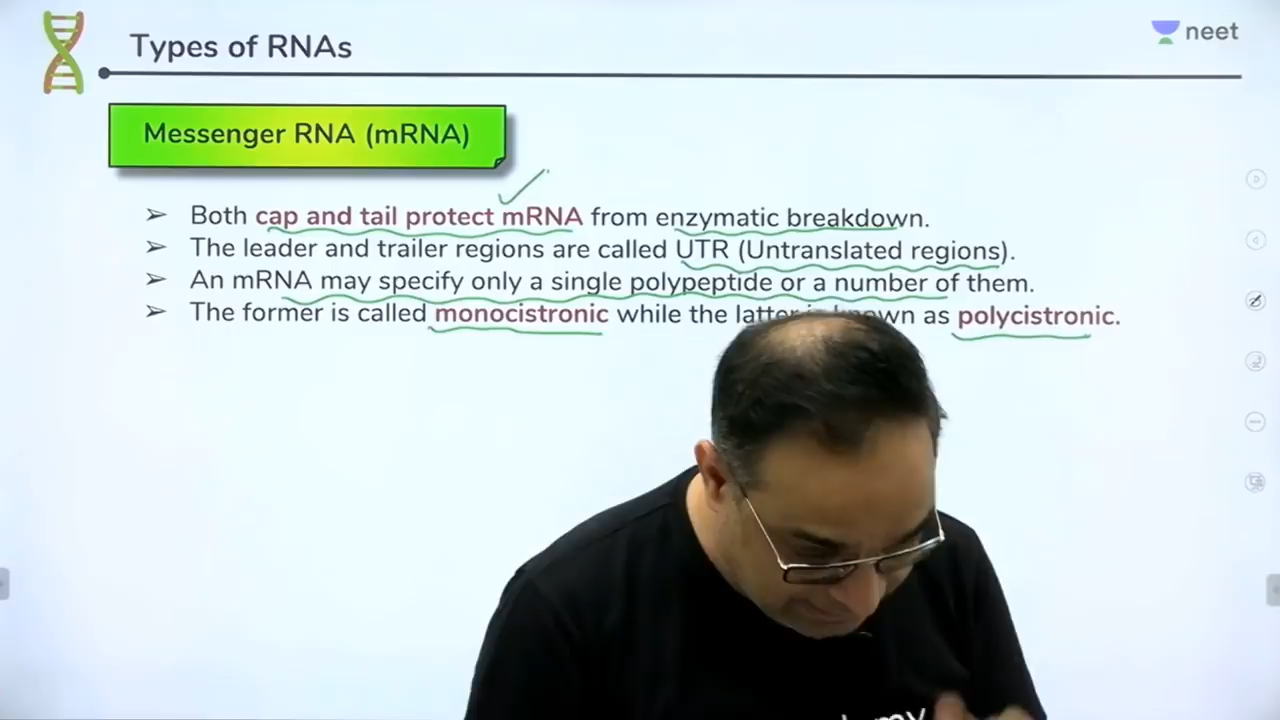 Types of RNAs
neet
Messenger RNA (mRNA)
➢ Both cap and tail protect mRNA from enzymatic breakdown.
➢ The leader and trailer regions are called UTR (Untranslated regions).
➢ An mRNA may specify only a single polypeptide or a number of them.
➢ The former is called monocistronic while the latter is known as polycistronic.